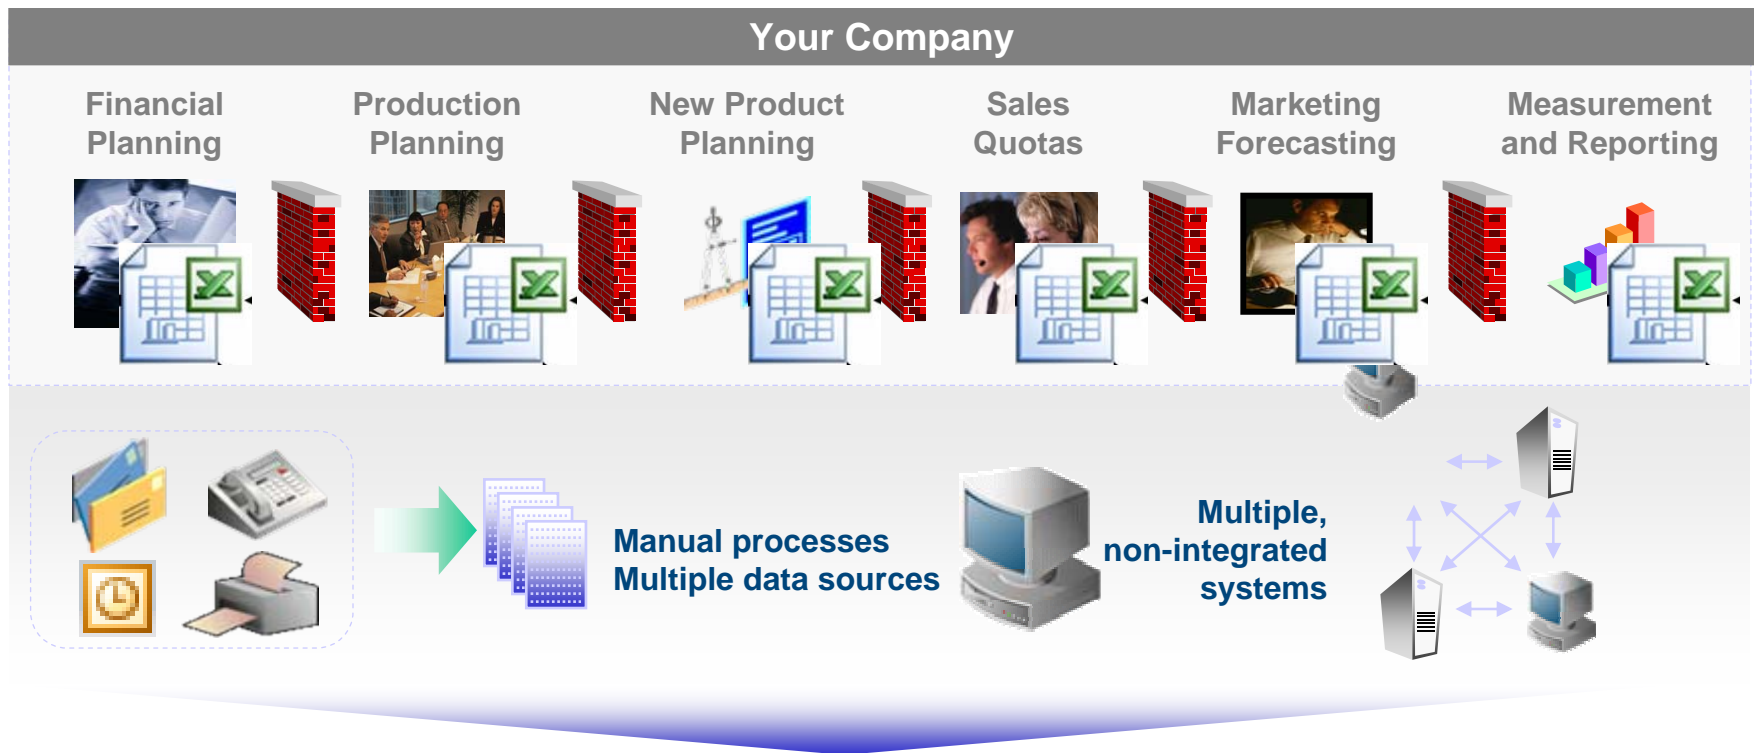 Your Company
Financial
Planning
Production
Planning
New Product
Planning
Sales
Quotas
Marketing
Forecasting
Measurement
and Reporting
Manual processes
Multiple data sources
Multiple,
non-integrated
systems